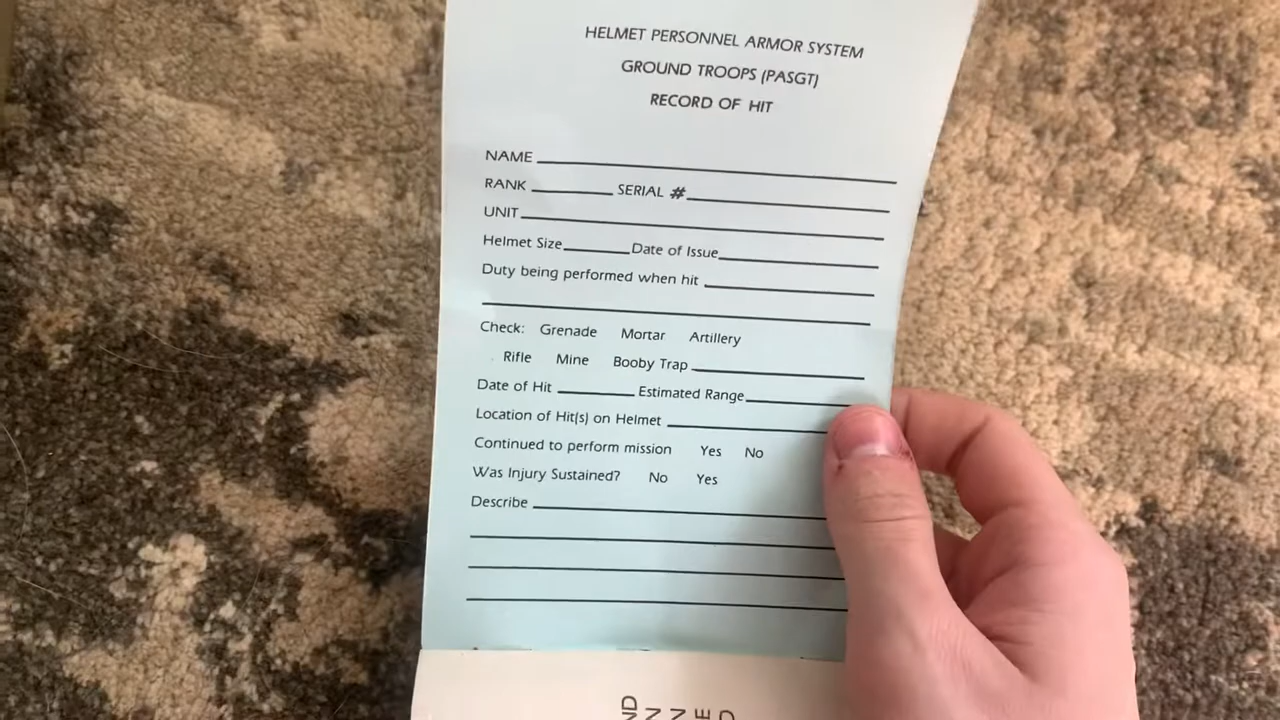 HELMET PERSONNEL ARMOR SYSTEM
GROUND TROOPS (PASGT)
RECORD OF HIT
NAME
RANK SERIAL #
UNIT
Helmet Size Date of Issue
Duty being performed when hit
Check: Grenade Mortar Artillery
Rifle Mine Booby Trap
Date of Hit Estimated Range
Location of Hit(s) on Helmet
Continued to perform mission Yes No
Was Injury Sustained? No Yes
Describe